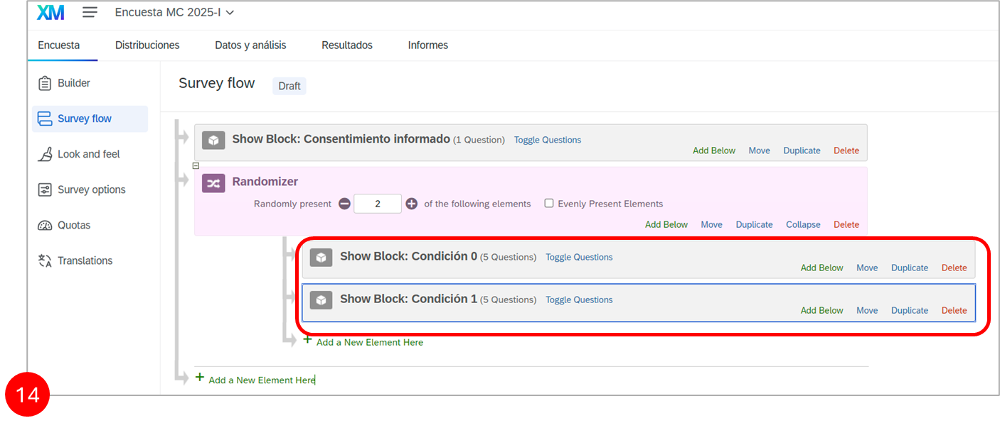 XM Encuesta MC 2025-I
Encuesta Distribuciones Datos y análisis Resultados Informes
Builder
Survey flow
Look and feel
Survey options
Quotas
Translations
Survey flow Draft
Show Block: Consentimiento informado (1 Question) Toggle Questions
Add Below Move Duplicate Delete
Randomizer
Randomly present 2 of the following elements Evenly Present Elements
Add Below Move Duplicate Collapse Delete
Show Block: Condición 0 (5 Questions) Toggle Questions
Add Below Move Duplicate Delete
Show Block: Condición 1 (5 Questions) Toggle Questions
Add Below Move Duplicate Delete
+ Add a New Element Here
+ Add a New Element Here
14